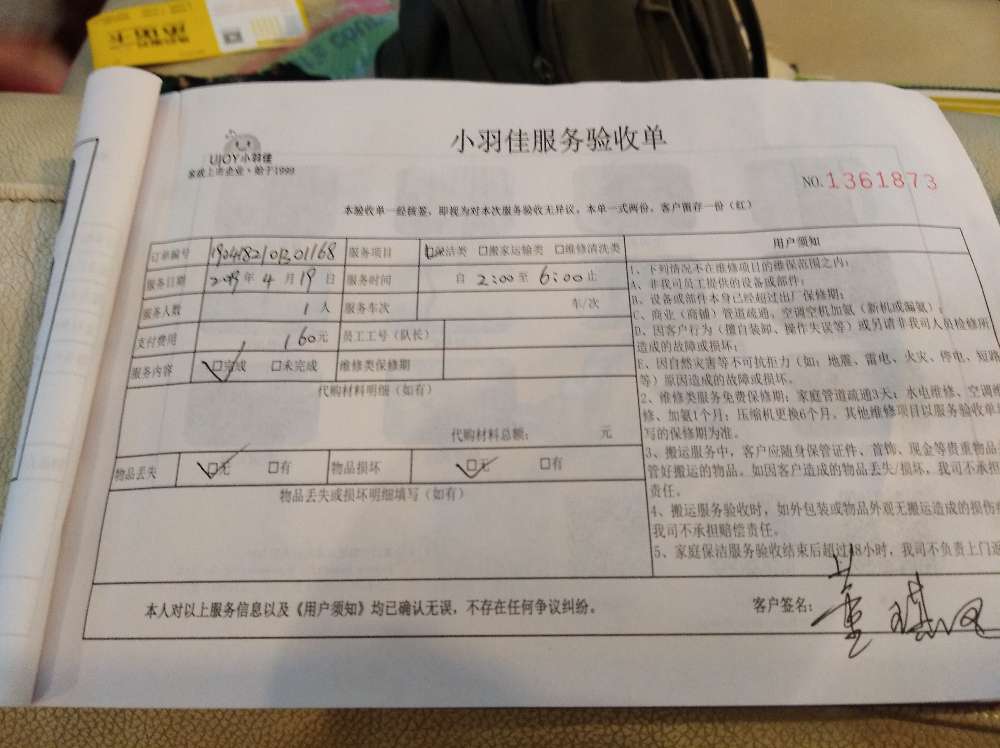 UJOY小羽佳
家政上市企业·始于1999
小羽佳服务验收单
NO.1361873
本验收单一经核签，即视为对本次服务验收无异议，本单一式两份，客户留存一份（红）
订单编号 服务项目 □保洁类 □搬家运输类 □维修清洗类
服务日期 2019年4月19日 服务时间 自 2:00 至 6:00 止
服务人数 1人 服务车次 车/次
支付费用 160元 员工工号（队长）
服务内容 □完成 □未完成 维修类保修期
代购材料明细（如有）
代购材料总额： 元
物品丢失 □无 □有 物品损坏 □无 □有
物品丢失或损坏明细填写（如有）
用户须知
1、下列情况不在维修项目的维保范围之内：
A、非我司员工提供的设备或部件；
B、设备或部件本身已经超过出厂保修期；
C、商业（商铺）管道疏通，空调空机加氨（新机或漏氨）；
D、因客户行为（擅自装卸、操作失误等）或另请非我司人员检修所
造成的故障或损坏；
E、因自然灾害等不可抗拒力（如：地震、雷电、火灾、停电、短路
等）原因造成的故障或损坏。
2、维修类服务免费保修期：家庭管道疏通3天；水电维修、空调维
修、加氨1个月；压缩机更换6个月。其他维修项目以服务验收单
写的保修期为准。
3、搬运服务中，客户应随身保管证件、首饰、现金等贵重物品
管好搬运的物品。如因客户造成的物品丢失/损坏，我司不承担
责任。
4、搬运服务验收时，如外包装或物品外观无搬运造成的损伤
我司不承担赔偿责任。
5、家庭保洁服务验收结束后超过48小时，我司不负责上门返
本人对以上服务信息以及《用户须知》均已确认无误，不存在任何争议纠纷。
客户签名：